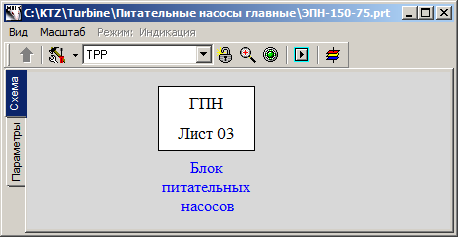 C:\KTZ\Turbine\Питательные насосы главные\ЭПН-150-75.prt
Вид Масштаб Режим: Индикация
TPP
Схема
Параметры
ГПН
Лист 03
Блок
питательных
насосов